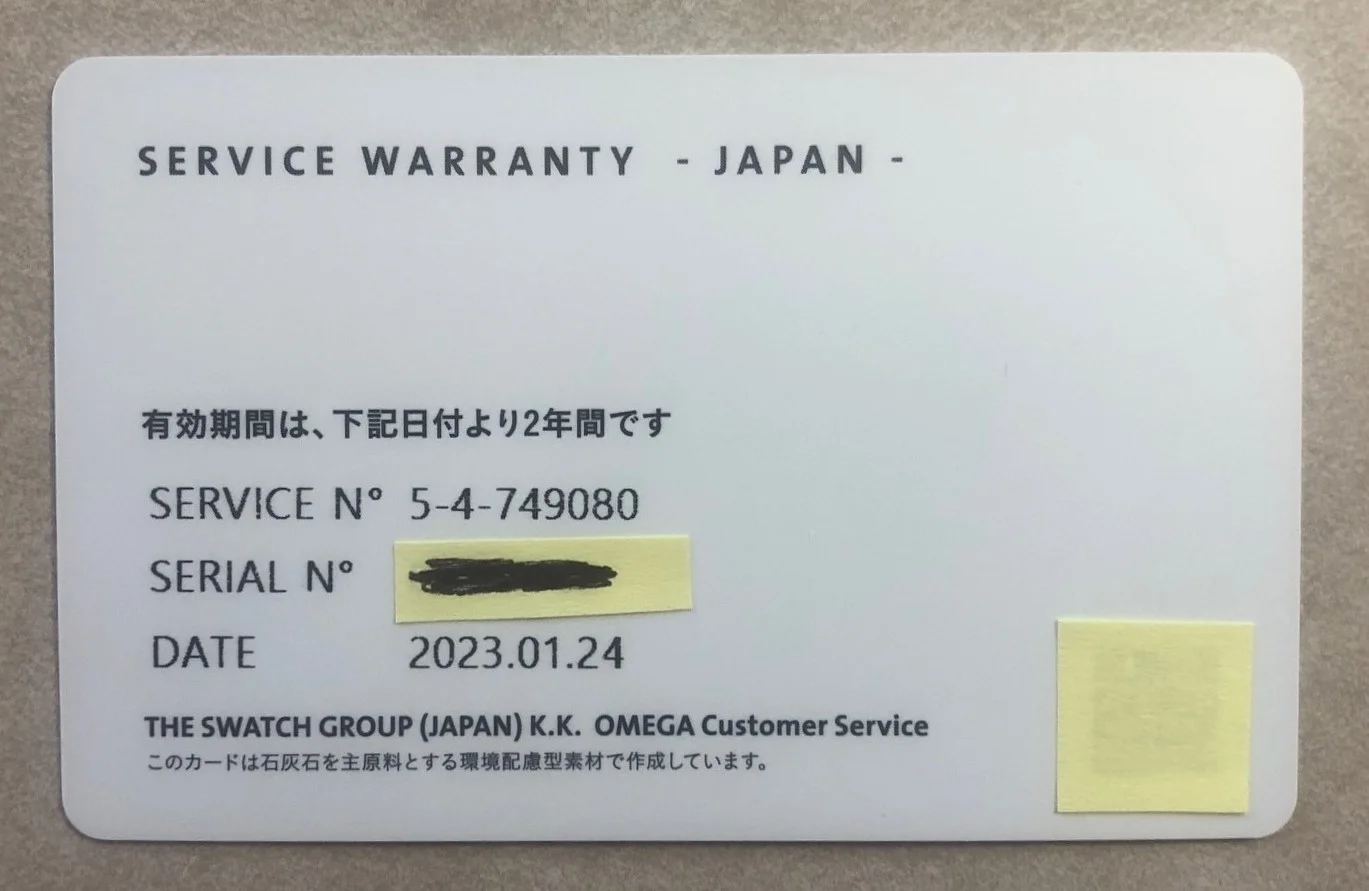 SERVICE WARRANTY - JAPAN -
有効期間は、下記日付より2年間です
SERVICE N° 5-4-749080
SERIAL N°
DATE 2023.01.24
THE SWATCH GROUP (JAPAN) K.K. OMEGA Customer Service
このカードは石灰石を主原料とする環境配慮型素材で作成しています。